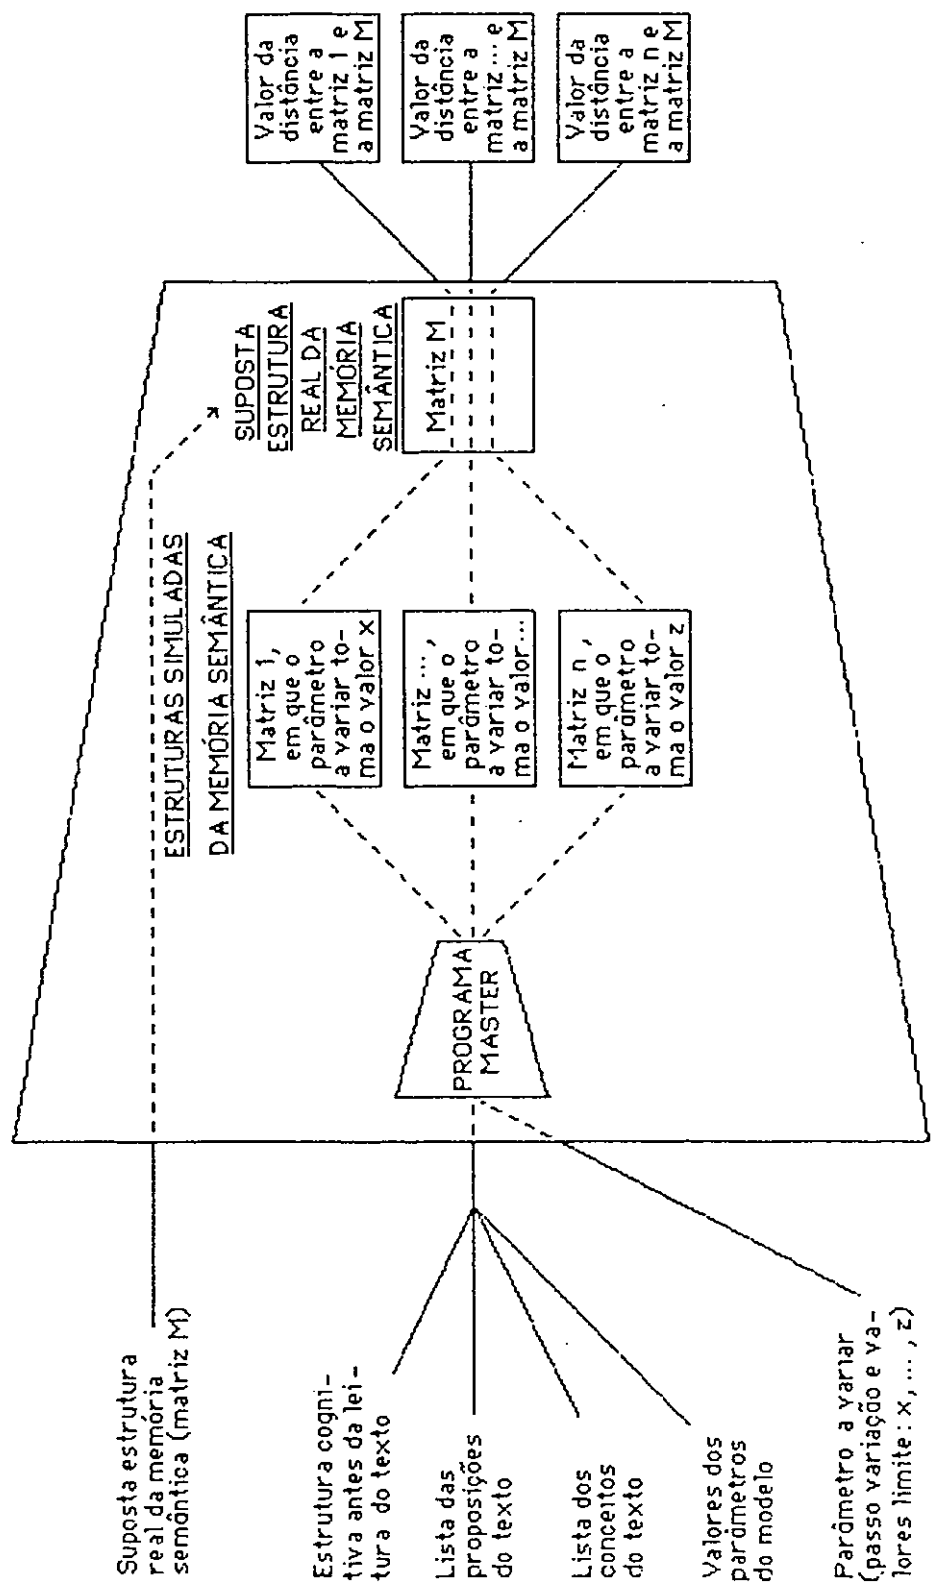 Suposta estrutura
real da memória
semântica (matriz M)
Estrutura cogni-
tiva antes da lei-
tura do texto
Lista das
proposições
do texto
Lista dos
conceitos
do texto
Valores dos
parâmetros
do modelo
Parâmetro a variar
(passo variação e va-
lores limite: x, ... , z)
PROGRAMA
MASTER
ESTRUTURAS SIMULADAS
DA MEMÓRIA SEMÂNTICA
Matriz 1,
em que o
parâmetro
a variar to-
ma o valor x
Matriz ...,
em que o
parâmetro
a variar to-
ma o valor...
Matriz n,
em que o
parâmetro
a variar to-
ma o valor z
SUPOSTA
ESTRUTURA
REAL DA
MEMÓRIA
SEMÂNTICA
Matriz M
Valor da
distância
entre a
matriz 1 e
a matriz M
Valor da
distância
entre a
matriz ... e
a matriz M
Valor da
distância
entre a
matriz n e
a matriz M